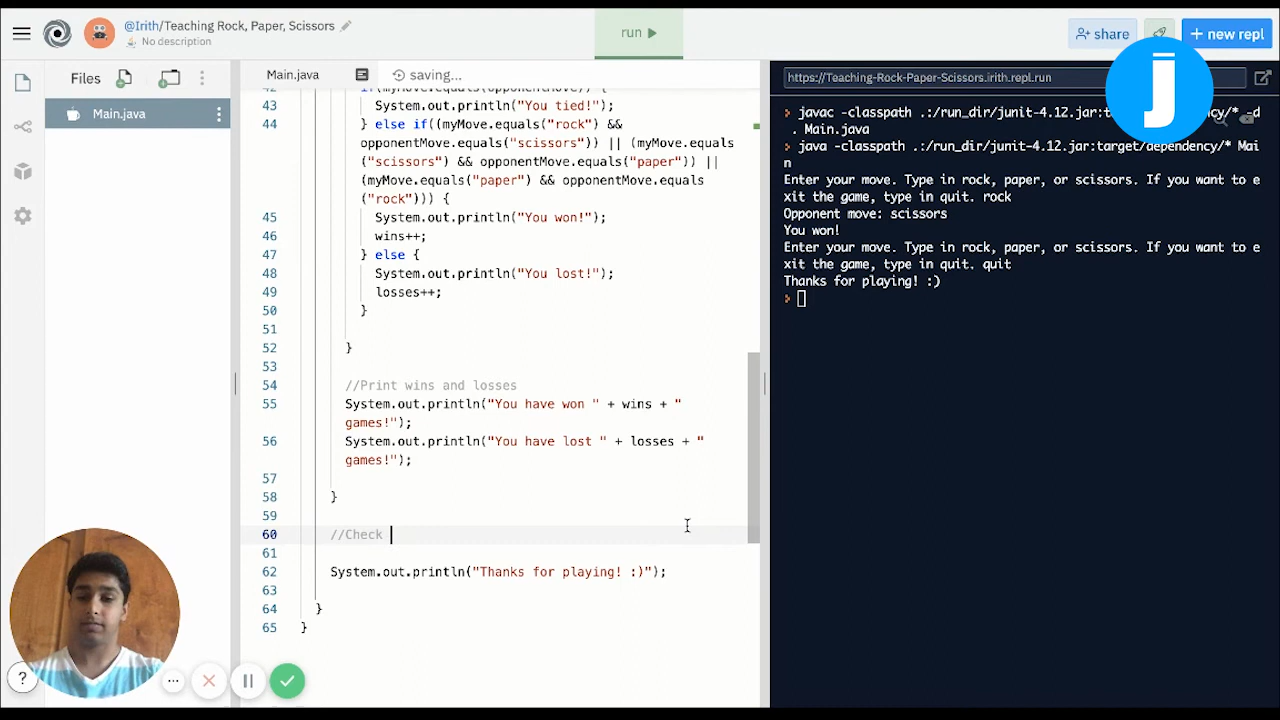 @Irith/Teaching Rock, Paper, Scissors
No description
run
share
+ new repl
Files
Main.java
Main.java
saving...
https://Teaching-Rock-Paper-Scissors.irith.repl.run
J
43 System.out.println("You tied!");
44 } else if((myMove.equals("rock") &&
opponentMove.equals("scissors")) || (myMove.equals
("scissors") && opponentMove.equals("paper")) ||
(myMove.equals("paper") && opponentMove.equals
("rock"))) {
45 System.out.println("You won!");
46 wins++;
47 } else {
48 System.out.println("You lost!");
49 losses++;
50 }
51
52 }
53
54 //Print wins and losses
55 System.out.println("You have won " + wins + "
games!");
56 System.out.println("You have lost " + losses + "
games!");
57
58 }
59
60 //Check
61
62 System.out.println("Thanks for playing! :)");
63
64 }
65 }
javac -classpath .:/run_dir/junit-4.12.jar:t
. Main.java
java -classpath .:/run_dir/junit-4.12.jar:target/dependency/* Mai
n
Enter your move. Type in rock, paper, or scissors. If you want to e
xit the game, type in quit. rock
Opponent move: scissors
You won!
Enter your move. Type in rock, paper, or scissors. If you want to e
xit the game, type in quit. quit
Thanks for playing! :)
?